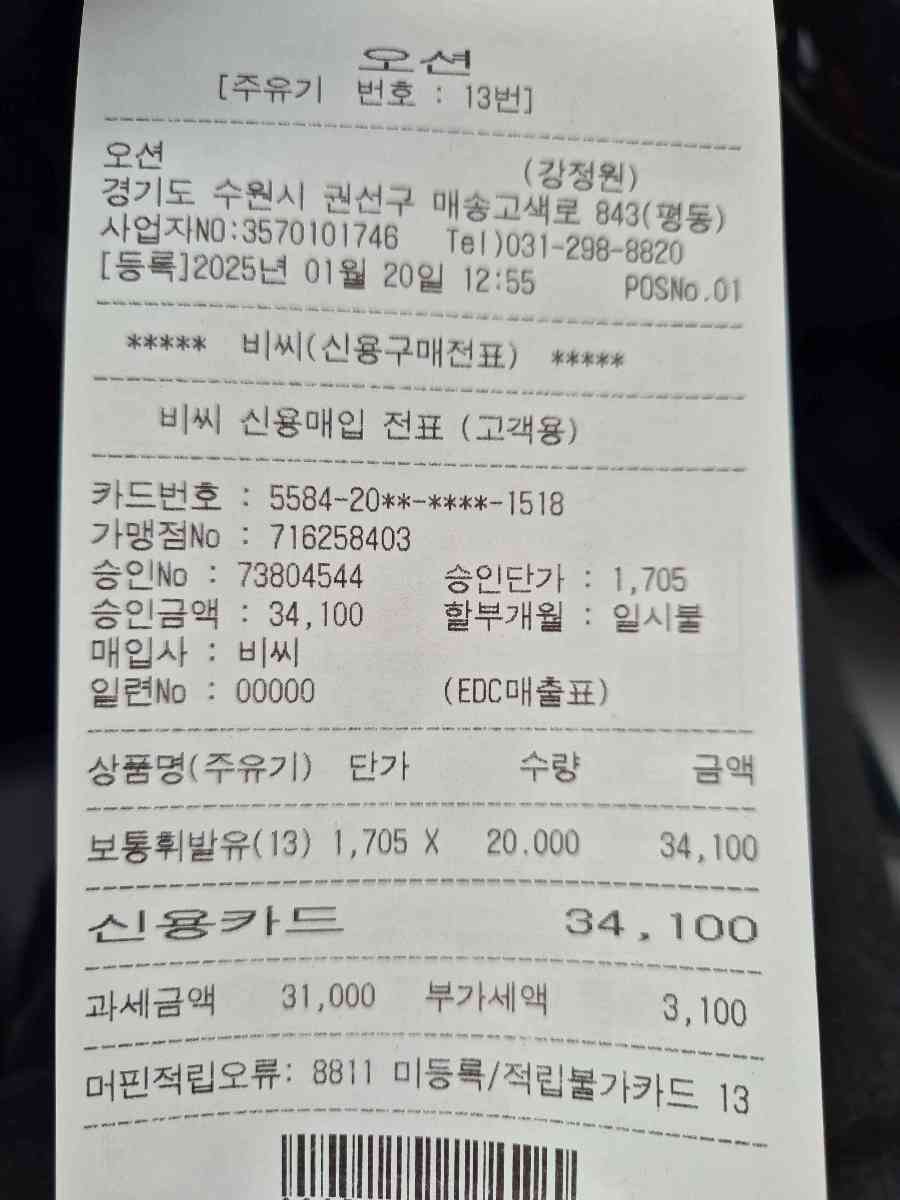 오션
[주유기 번호 : 13번]
오션 (강정원)
경기도 수원시 권선구 매송고색로 843(평동)
사업자NO:3570101746 Tel)031-298-8820
[등록]2025년 01월 20일 12:55 POSNo.01
***** 비씨(신용구매전표) *****
비씨 신용매입 전표 (고객용)
카드번호 : 5584-20**-****-1518
가맹점No : 716258403
승인No : 73804544 승인단가 : 1,705
승인금액 : 34,100 할부개월 : 일시불
매입사 : 비씨
일련No : 00000 (EDC매출표)
상품명(주유기) 단가 수량 금액
보통휘발유(13) 1,705 X 20.000 34,100
신용카드 34,100
과세금액 31,000 부가세액 3,100
머핀적립오류: 8811 미등록/적립불가카드 13